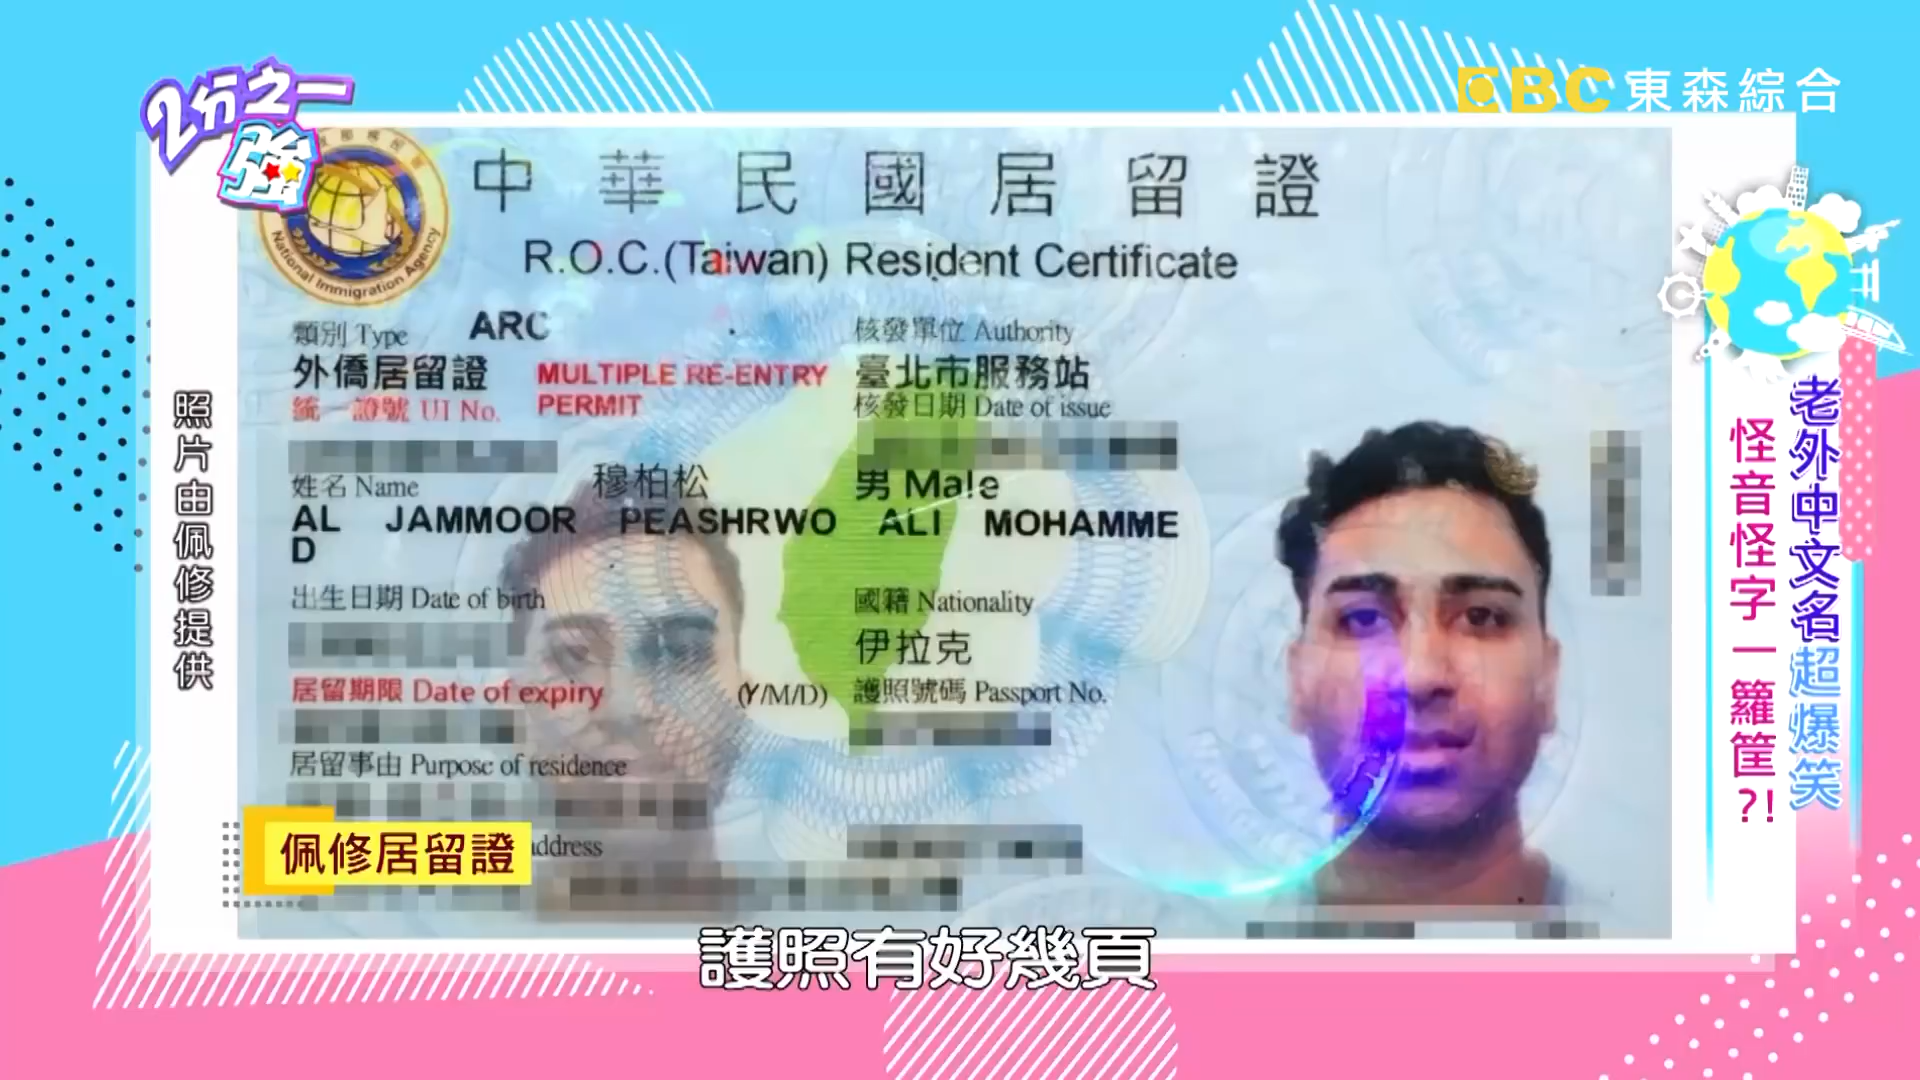 2分之一強
EBC 東森綜合
中華民國居留證
R.O.C.(Taiwan) Resident Certificate
National Immigration Agency
類別 Type ARC
核發單位 Authority
外僑居留證 MULTIPLE RE-ENTRY PERMIT
臺北市服務站
統一證號 UI No.
核發日期 Date of issue
姓名 Name 穆柏松
男 Male
AL JAMMOOR PEASHRWO ALI MOHAMME
D
出生日期 Date of birth
國籍 Nationality
伊拉克
居留期限 Date of expiry (Y/M/D)
護照號碼 Passport No.
居留事由 Purpose of residence
address
佩修居留證
照片由佩修提供
老外中文名超爆笑
怪音怪字一籮筐?!
護照有好幾頁